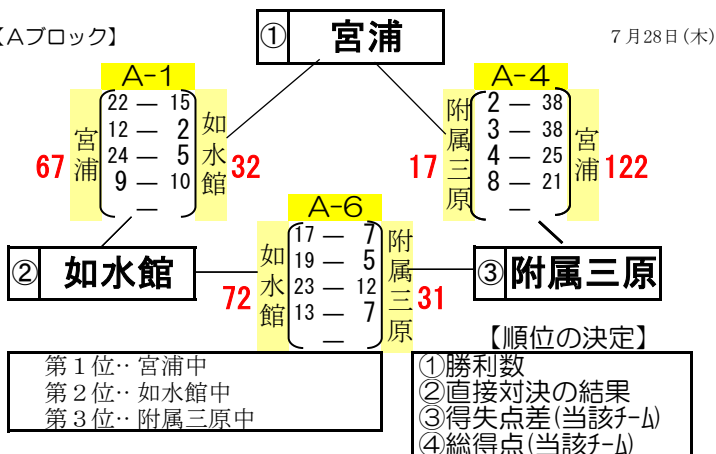 【Aブロック】
① 宮浦
7月28日(木)
A-1
宮浦 67
22 — 15
12 — 2
24 — 5
9 — 10
—
如水館 32
A-4
附属三原 17
2 — 38
3 — 38
4 — 25
8 — 21
—
宮浦 122
A-6
如水館 72
17 — 7
19 — 5
23 — 12
13 — 7
—
附属三原 31
② 如水館
③ 附属三原
第1位‥宮浦中
第2位‥如水館中
第3位‥附属三原中
【順位の決定】
①勝利数
②直接対決の結果
③得失点差(当該チーム)
④総得点(当該チーム)